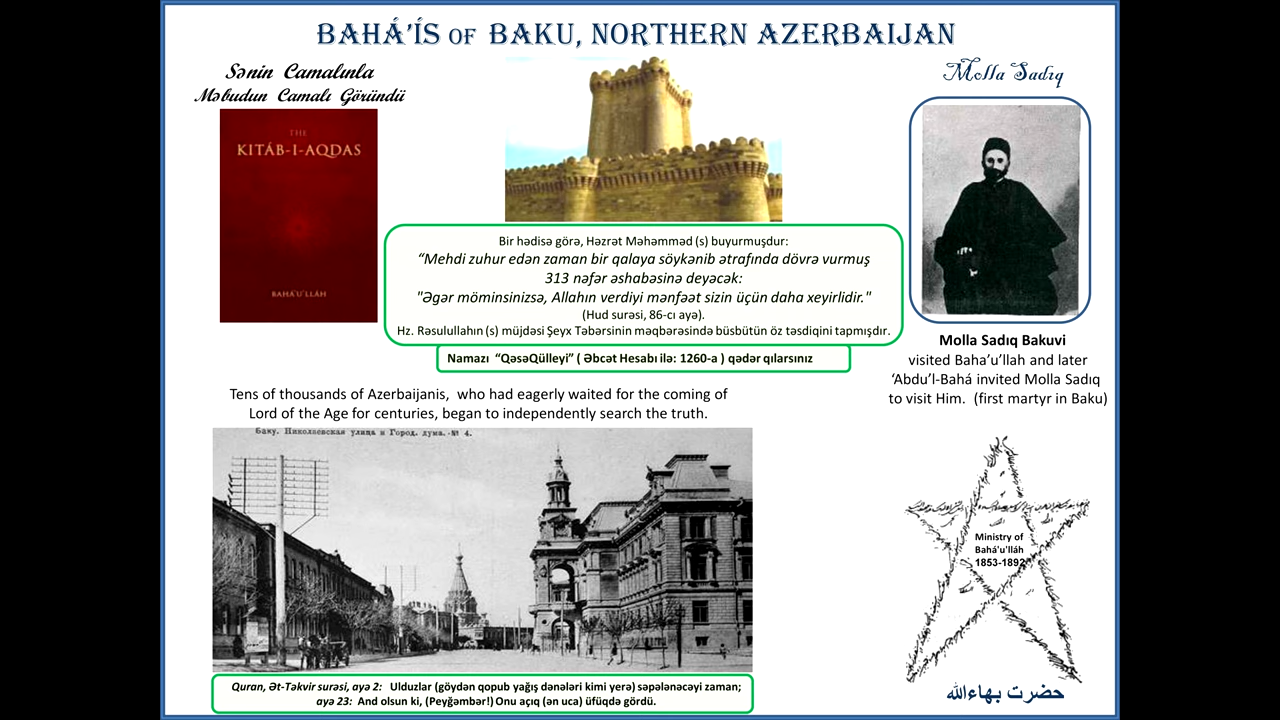 BAHÁ'ÍS OF BAKU, NORTHERN AZERBAIJAN
Sənin Camalınla
Məbudun Camalı Göründü
THE
KITÁB-I-AQDAS
BAHÁ'U'LLÁH
Molla Sadıq
Bir hədisə görə, Həzrət Məhəmməd (s) buyurmuşdur:
“Mehdi zuhur edən zaman bir qalaya söykənib ətrafında dövrə vurmuş
313 nəfər əshabəsinə deyəcək:
"Əgər möminsinizsə, Allahın verdiyi mənfəət sizin üçün daha xeyirlidir."
(Hud surəsi, 86-cı ayə).
Hz. Rəsulullahın (s) müjdəsi Şeyx Təbərsinin məqbərəsində büsbütün öz təsdiqini tapmışdır.
Namazı “QəsəQülleyi” ( Əbcət Hesabı ilə: 1260-a ) qədər qılarsınız
Molla Sadıq Bakuvi
visited Baha’u’llah and later
‘Abdu’l-Bahá invited Molla Sadıq
to visit Him. (first martyr in Baku)
Tens of thousands of Azerbaijanis, who had eagerly waited for the coming of
Lord of the Age for centuries, began to independently search the truth.
Баку. Николаевская улица и Город. дума. -№ 4.
Ministry of
Bahá'u'lláh
1853-1892
حضرت بهاءالله
Quran, Ət-Təkvir surəsi, ayə 2: Ulduzlar (göydən qopub yağış dənələri kimi yerə) səpələnəcəyi zaman;
ayə 23: And olsun ki, (Peyğəmbər!) Onu açıq (ən uca) üfüqdə gördü.